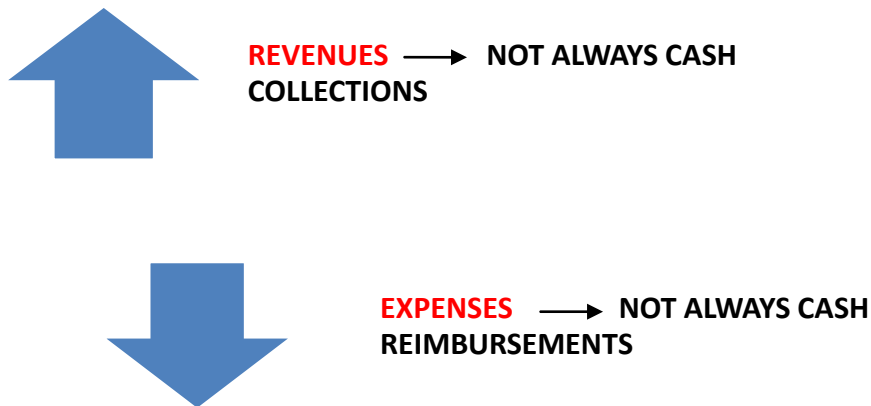 REVENUES NOT ALWAYS CASH
COLLECTIONS
EXPENSES NOT ALWAYS CASH
REIMBURSEMENTS